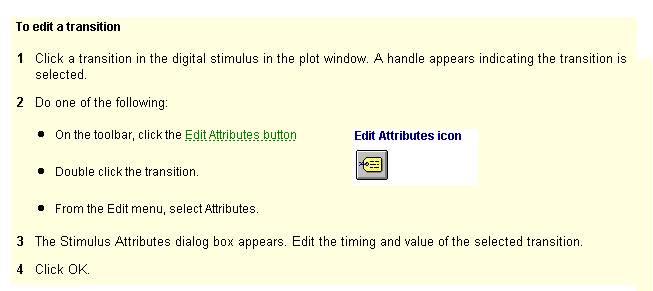 To edit a transition
1 Click a transition in the digital stimulus in the plot window. A handle appears indicating the transition is
selected.
2 Do one of the following:
• On the toolbar, click the Edit Attributes button
Edit Attributes icon
• Double click the transition.
• From the Edit menu, select Attributes.
3 The Stimulus Attributes dialog box appears. Edit the timing and value of the selected transition.
4 Click OK.